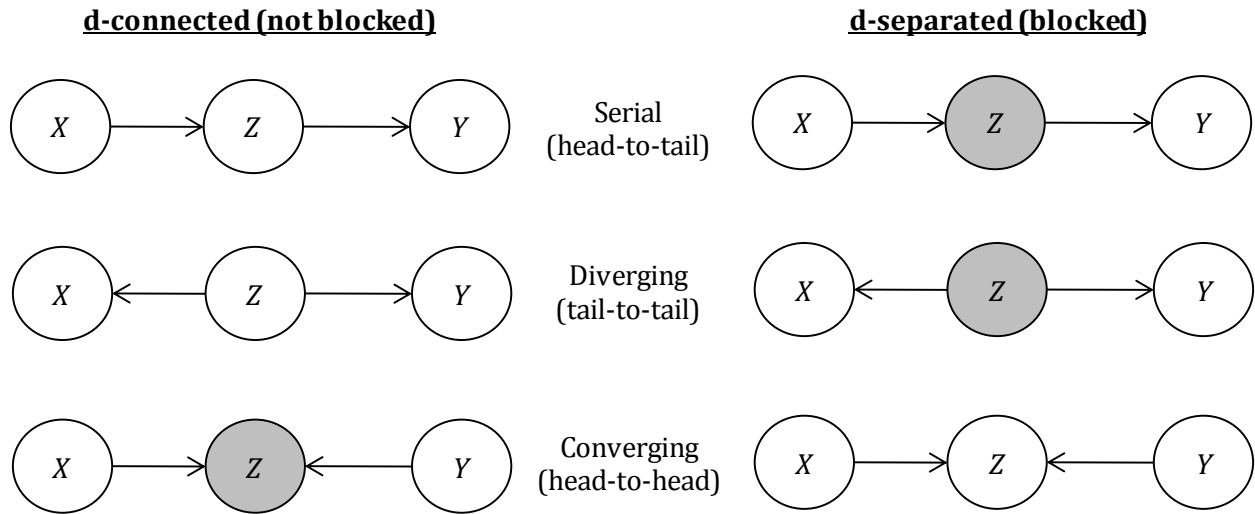 d-connected (not blocked)
d-separated (blocked)
X
Z
Y
Serial
(head-to-tail)
X
Z
Y
X
Z
Y
Diverging
(tail-to-tail)
X
Z
Y
X
Z
Y
Converging
(head-to-head)
X
Z
Y